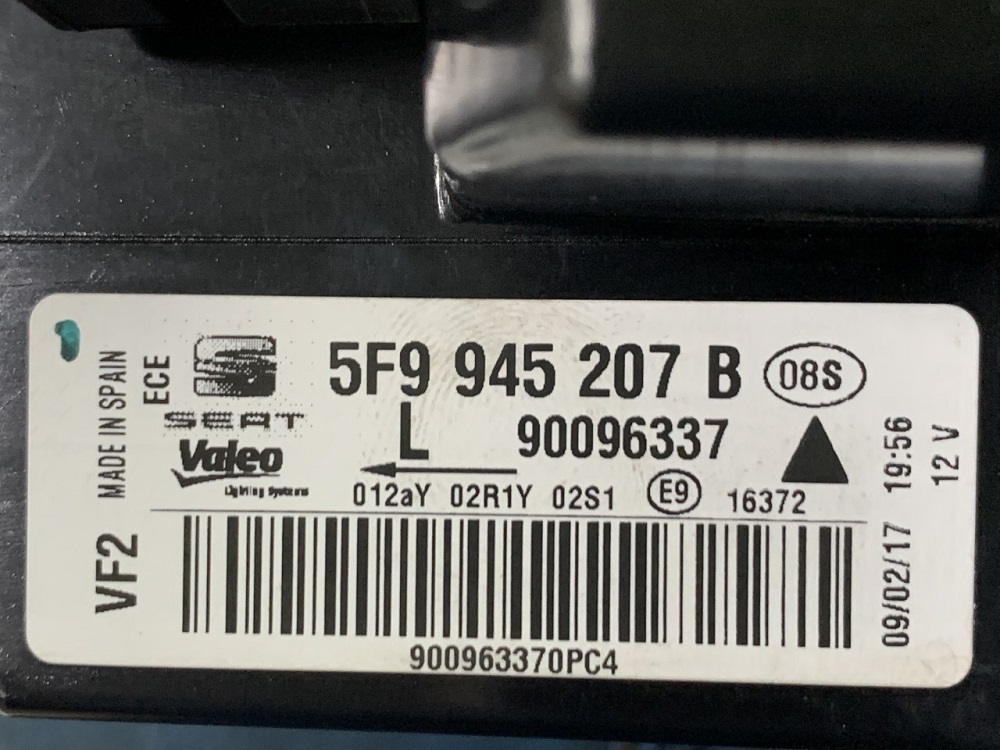 MADE IN SPAIN
ECE
SEAT
Valeo
Lighting Systems
5F9 945 207 B 08S
L 90096337
012aY 02R1Y 02S1 E9 16372
VF2
900963370PC4
09/02/17 19:56
12 V